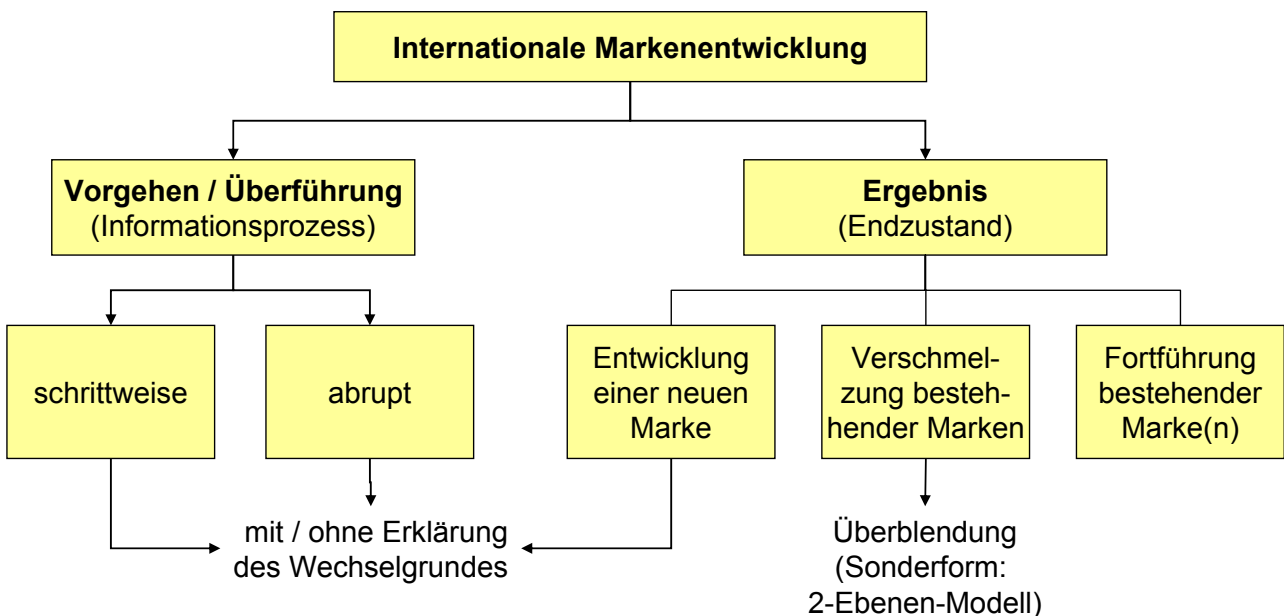 Internationale Markenentwicklung
Vorgehen / Überführung
(Informationsprozess)
Ergebnis
(Endzustand)
schrittweise
abrupt
Entwicklung
einer neuen
Marke
Verschmel-
zung besteh-
hender Marken
Fortführung
bestehender
Marke(n)
mit / ohne Erklärung
des Wechselgrundes
Überblendung
(Sonderform:
2-Ebenen-Modell)